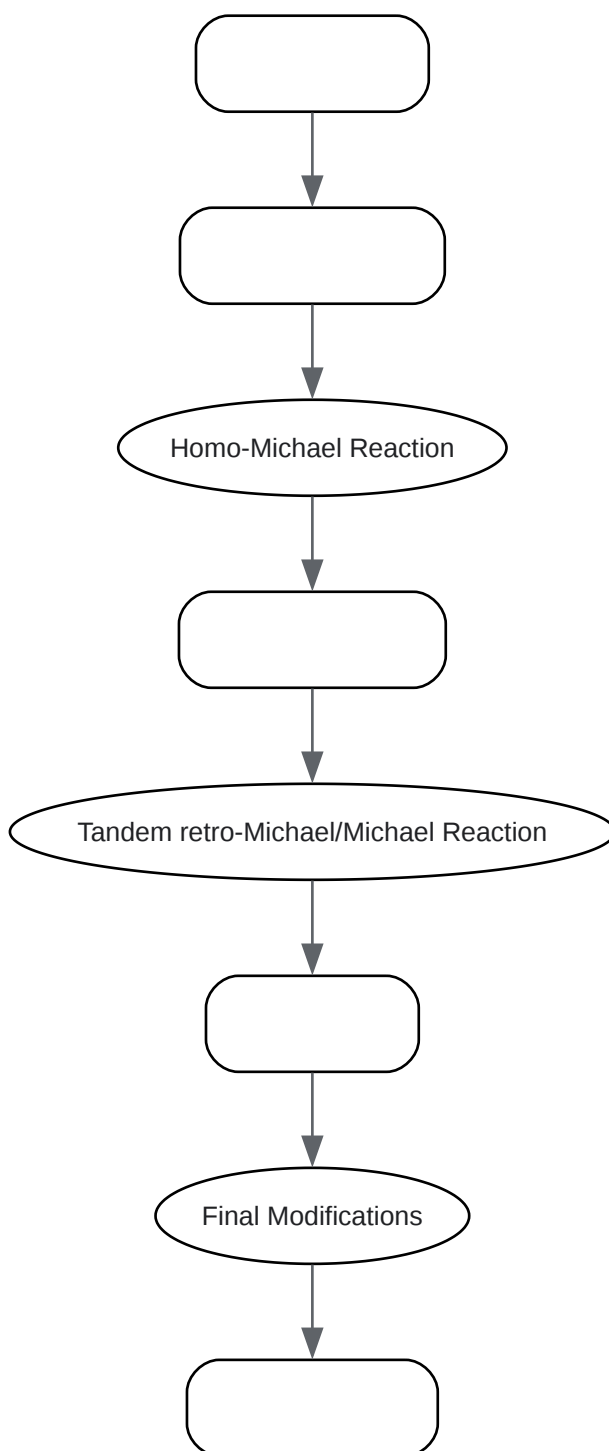 Homo-Michael Reaction
Tandem retro-Michael/Michael Reaction
Final Modifications